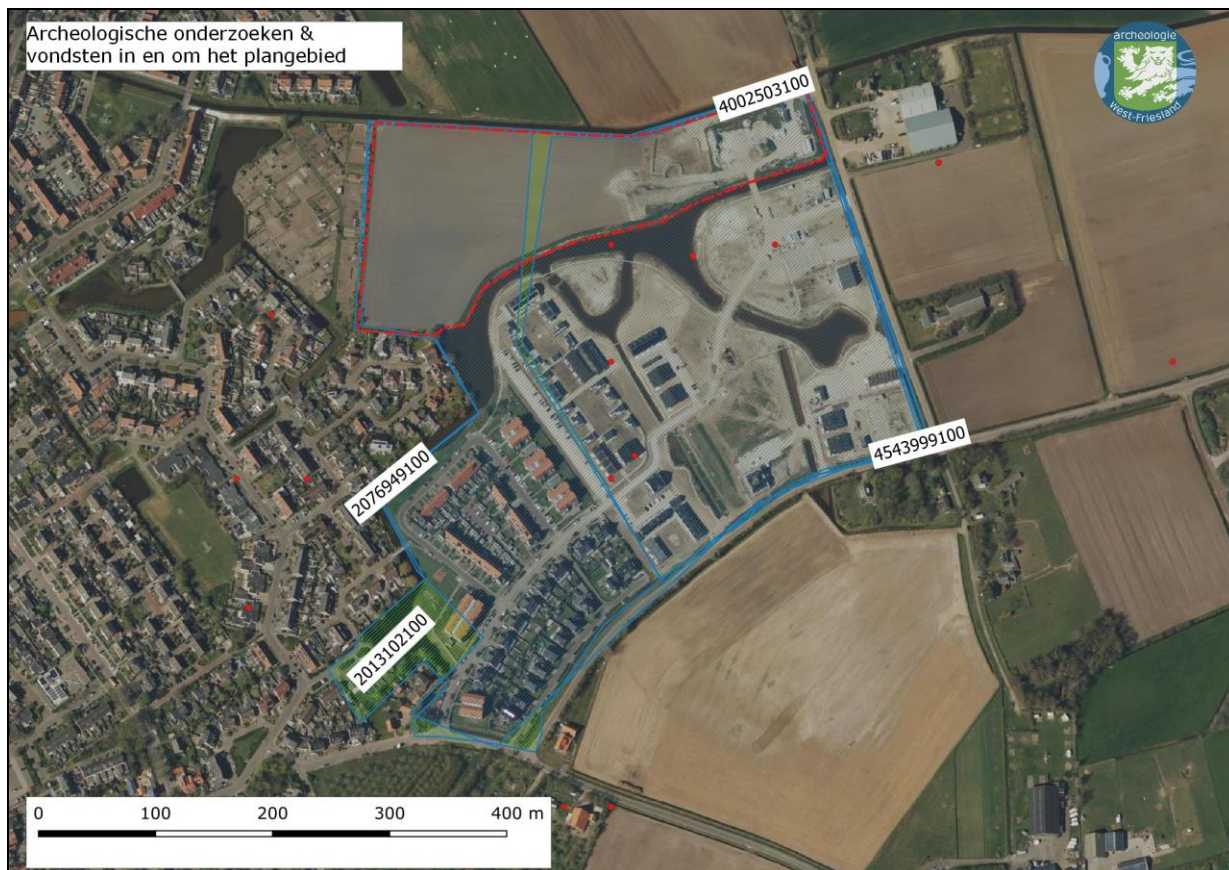 Archeologische onderzoeken &
vondsten in en om het plangebied
archeologie
West-Friesland
4002503100
4543999100
2076949100
2013102100
0 100 200 300 400 m